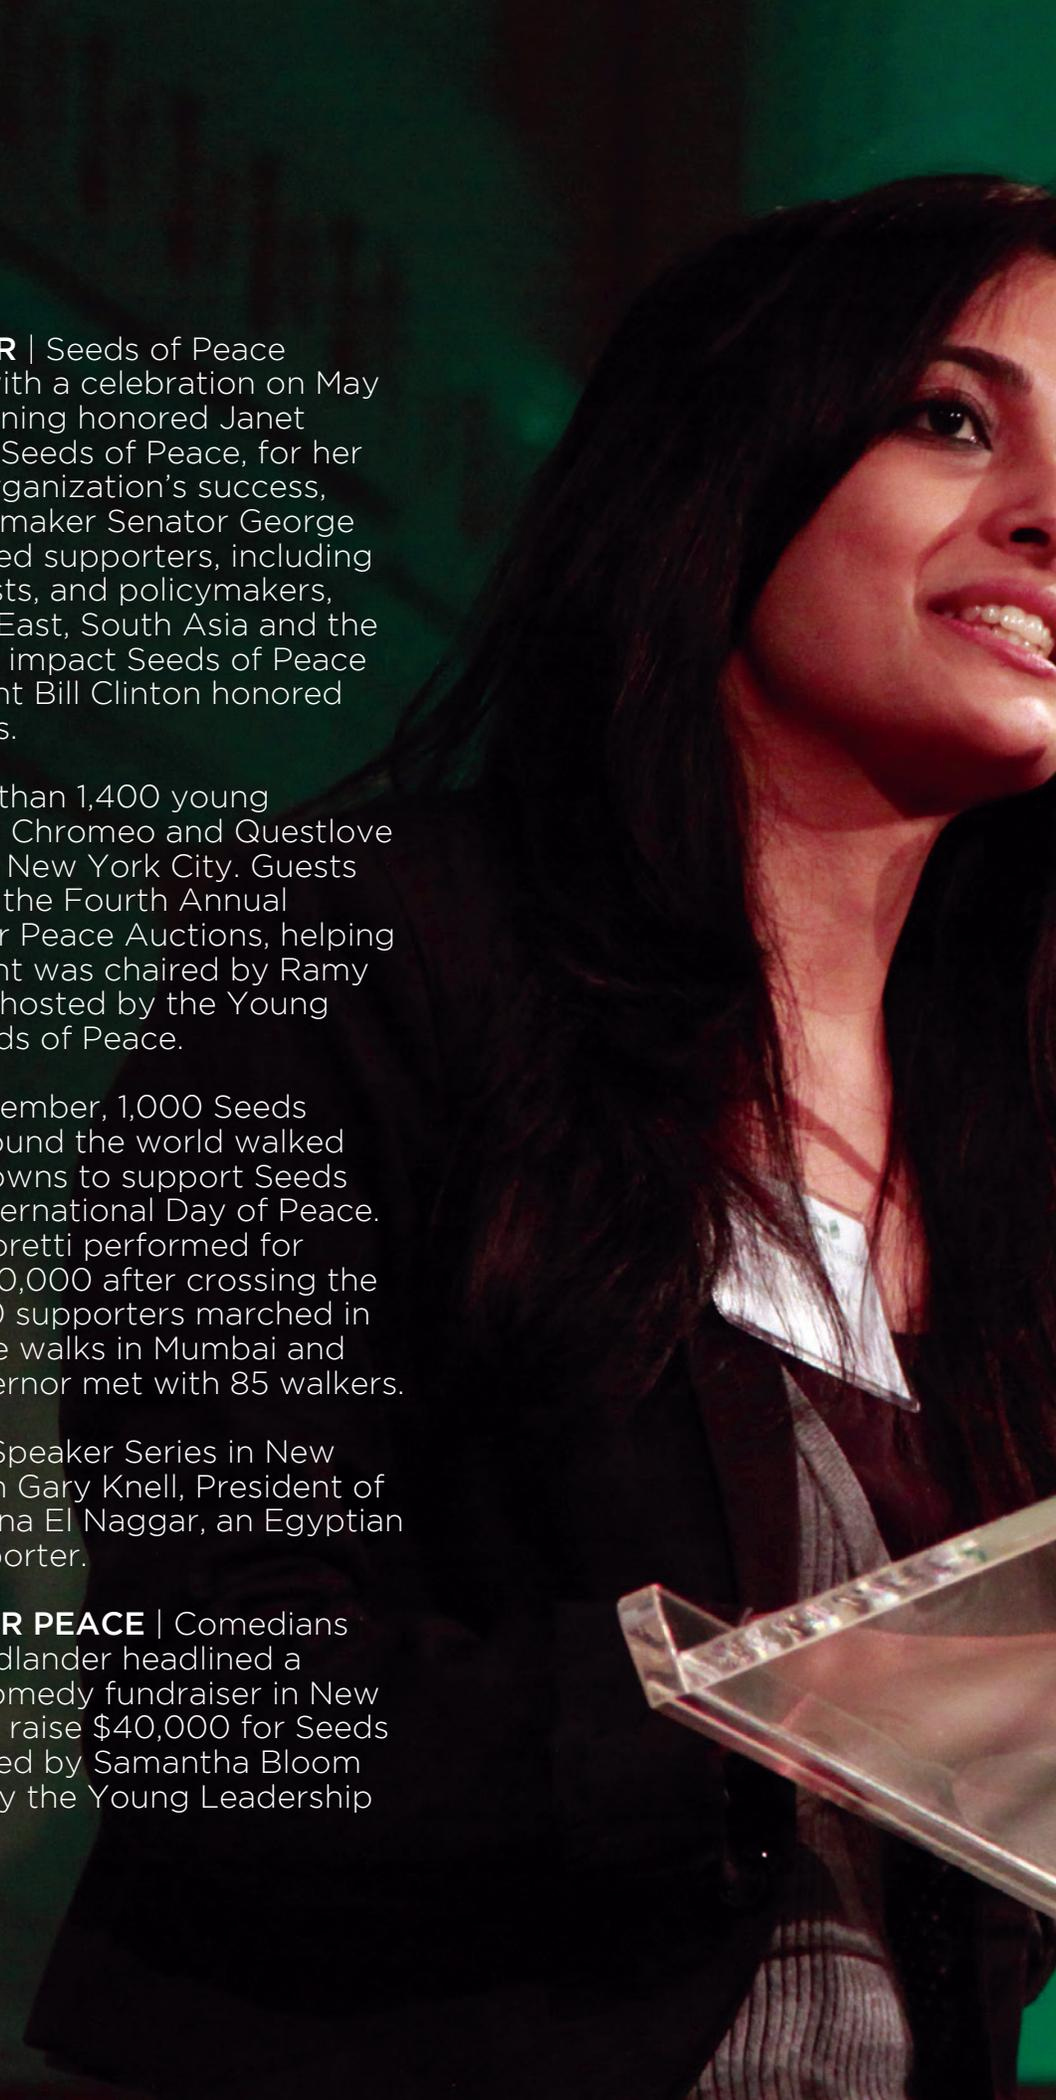 R | Seeds of Peace
with a celebration on May
ning honored Janet
Seeds of Peace, for her
rganization's success,
maker Senator George
ed supporters, including
sts, and policymakers,
East, South Asia and the
impact Seeds of Peace
nt Bill Clinton honored
s.
than 1,400 young
Chromeo and Questlove
New York City. Guests
the Fourth Annual
r Peace Auctions, helping
nt was chaired by Ramy
hosted by the Young
ds of Peace.
ember, 1,000 Seeds
ound the world walked
owns to support Seeds
ernational Day of Peace.
oretti performed for
0,000 after crossing the
0 supporters marched in
e walks in Mumbai and
ernor met with 85 walkers.
Speaker Series in New
n Gary Knell, President of
na El Naggar, an Egyptian
porter.
R PEACE | Comedians
dlander headlined a
omedy fundraiser in New
raise $40,000 for Seeds
ed by Samantha Bloom
y the Young Leadership